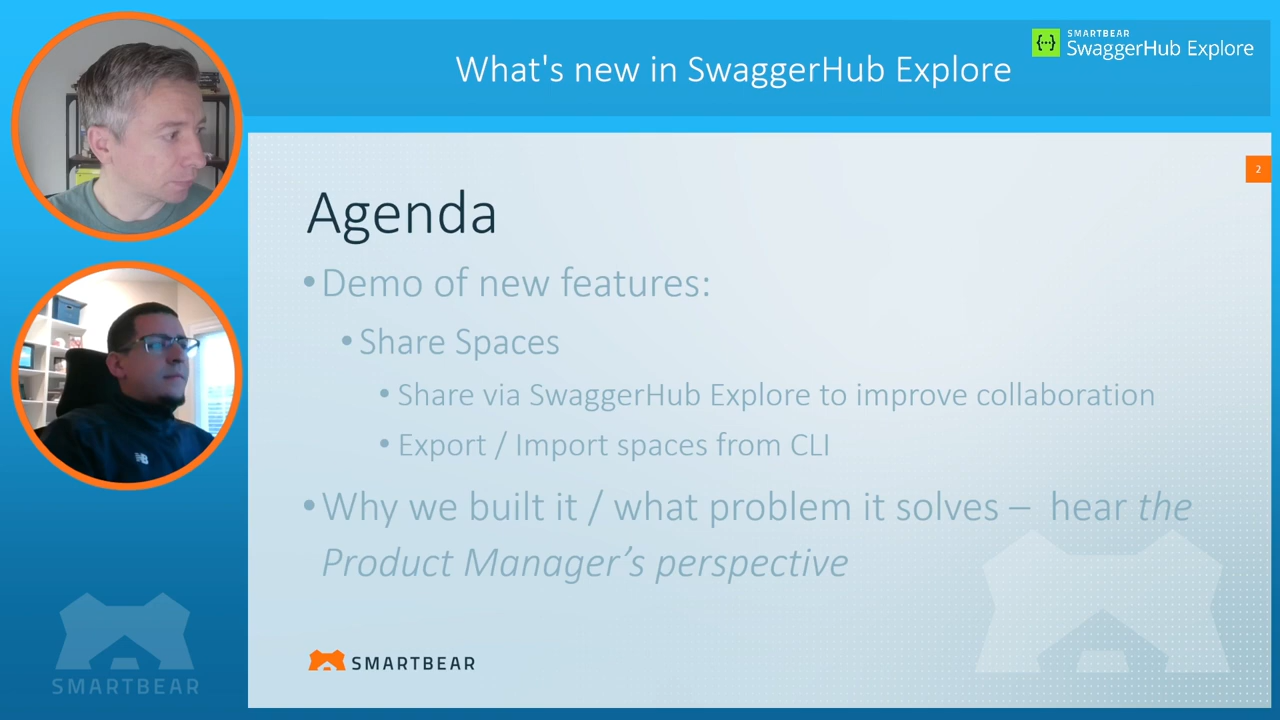 What's new in SwaggerHub Explore
SMARTBEAR
SwaggerHub Explore
2
Agenda
•Demo of new features:
•Share Spaces
•Share via SwaggerHub Explore to improve collaboration
•Export / Import spaces from CLI
•Why we built it / what problem it solves – hear the
Product Manager’s perspective
SMARTBEAR
SMARTBEAR
NB